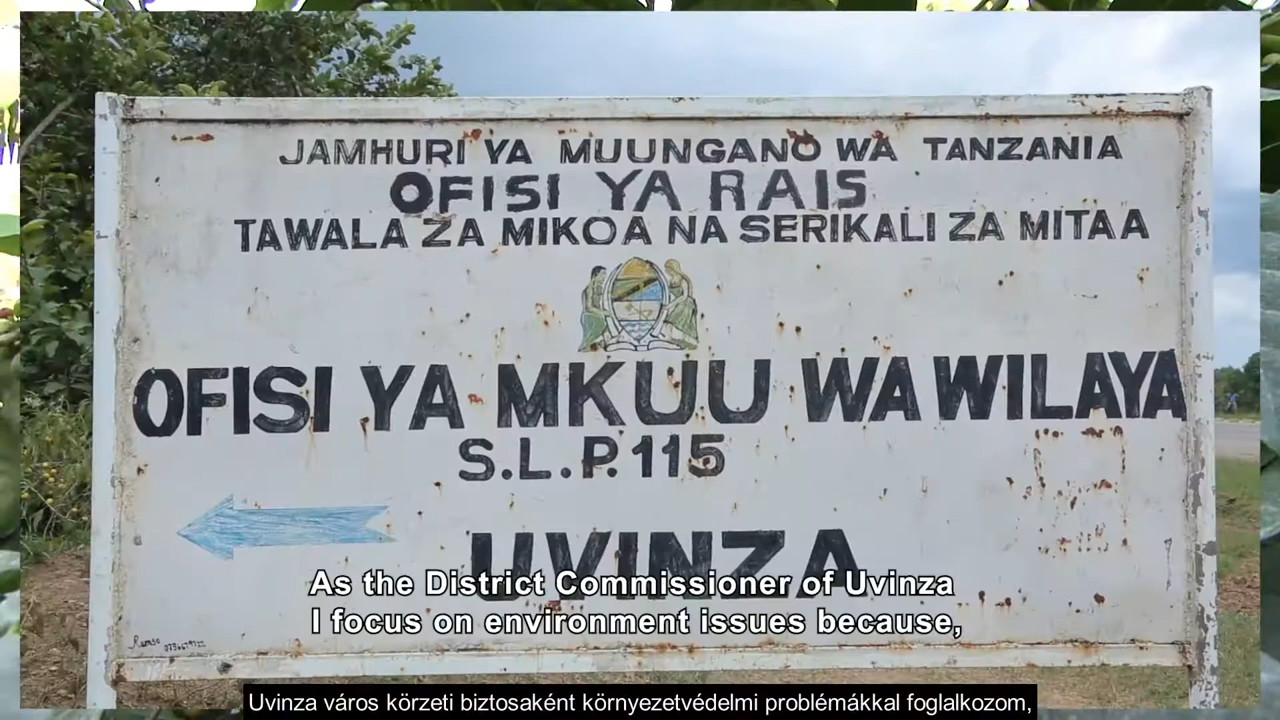 JAMHURI YA MUUNGANO WA TANZANIA
OFISI YA RAIS
TAWALA ZA MIKOA NA SERIKALI ZA MITAA
OFISI YA MKUU WA WILAYA
S.L.P. 115
UVINZA
As the District Commissioner of Uvinza
I focus on environment issues because,
Uvinza város körzeti biztosaként környezetvédelmi problémákkal foglalkozom,